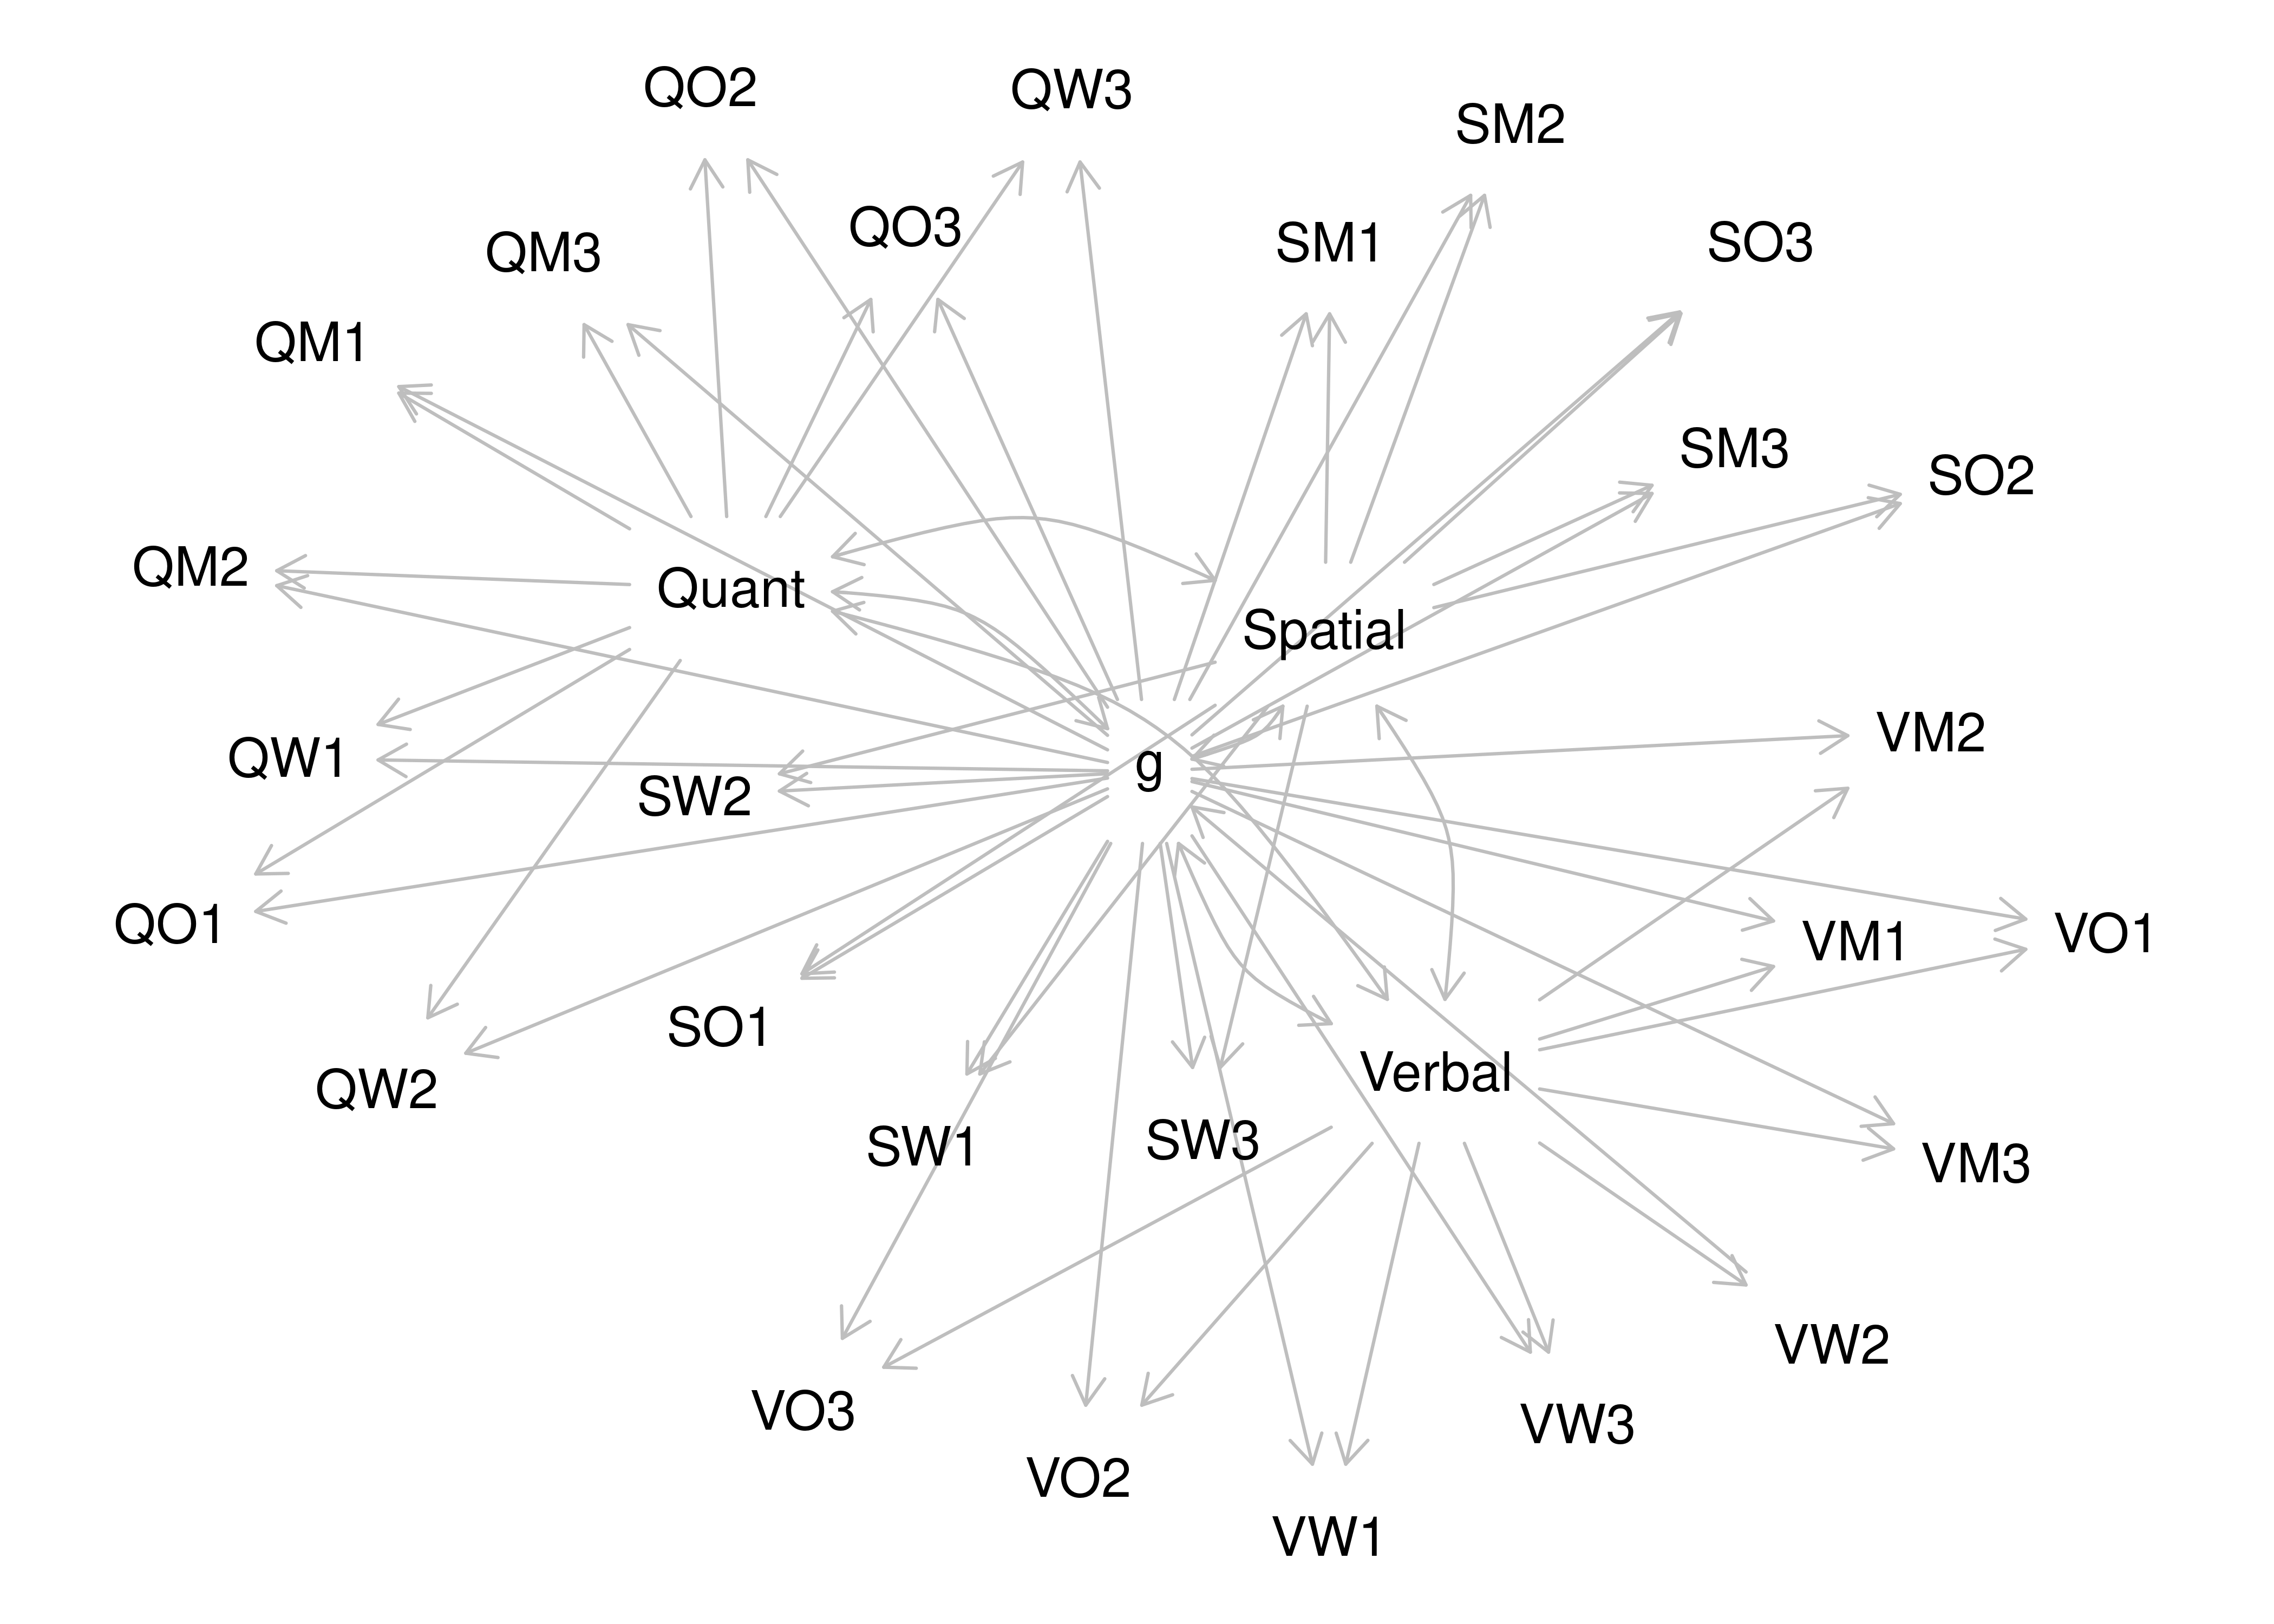 QO2
QW3
SM2
QO3
SM1
SO3
QM3
QM1
SM3
SO2
QM2
Quant
Spatial
VM2
QW1
g
SW2
QO1
VM1
VO1
SO1
Verbal
QW2
SW1
SW3
VM3
VW2
VO3
VW3
VO2
VW1